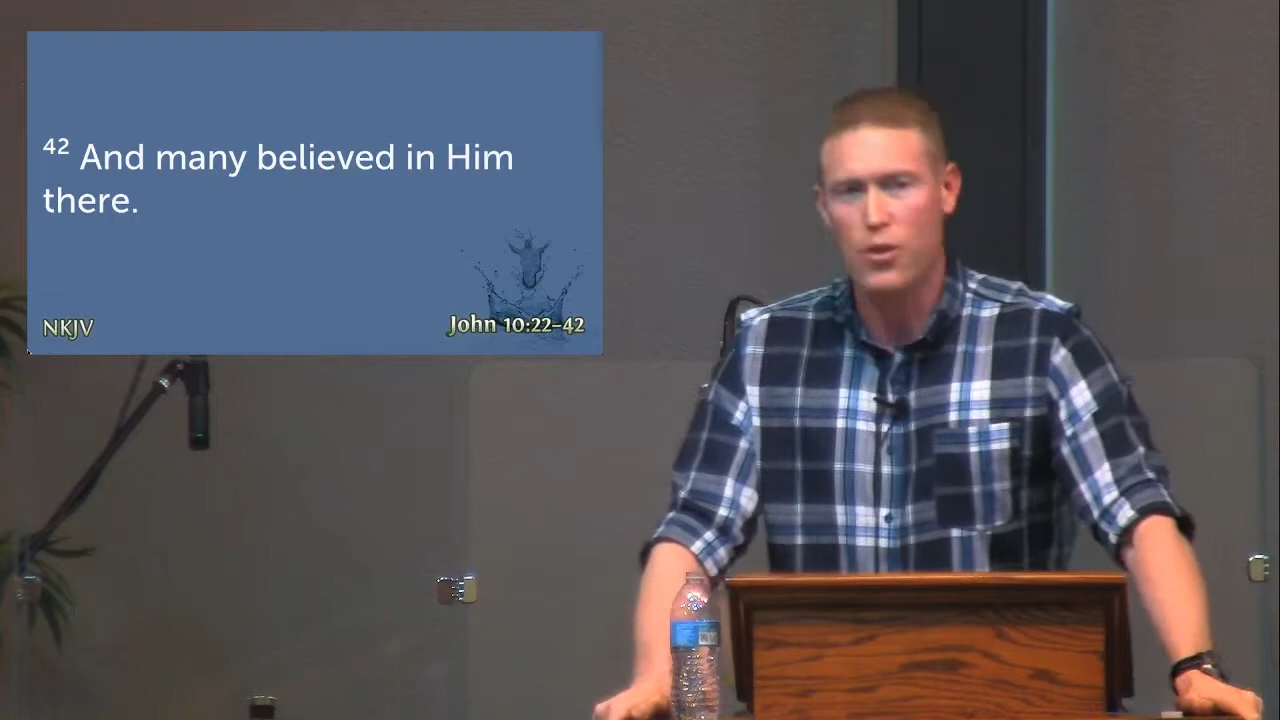 ⁴² And many believed in Him
there.
NKJV
John 10:22-42